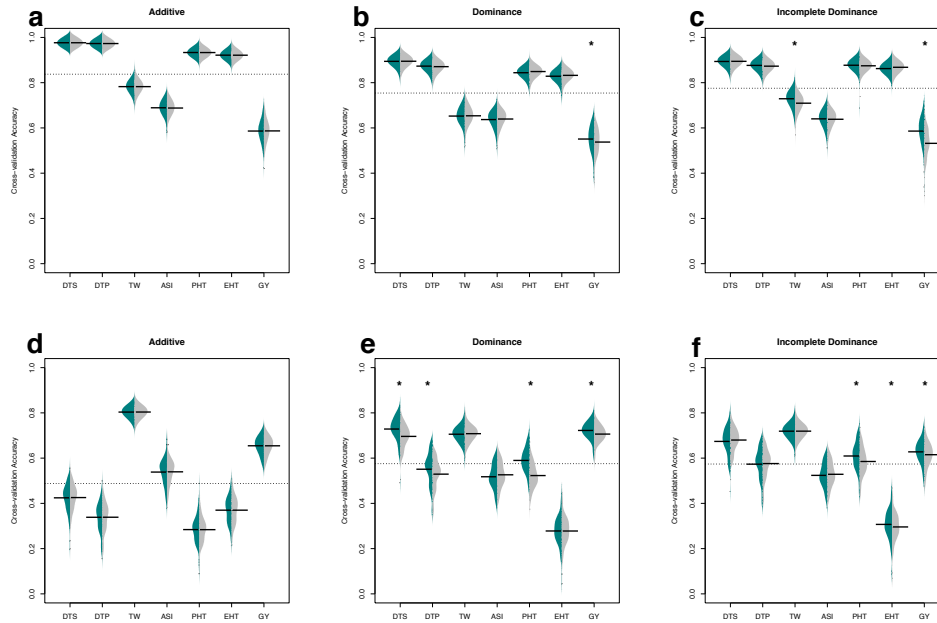 a
Additive
Cross−validation Accuracy
1.0
0.8
0.6
0.4
0.2
0.0
DTS DTP TW ASI PHT EHT GY
b
Dominance
*
Cross−validation Accuracy
1.0
0.8
0.6
0.4
0.2
0.0
DTS DTP TW ASI PHT EHT GY
c
Incomplete Dominance
* *
Cross−validation Accuracy
1.0
0.8
0.6
0.4
0.2
0.0
DTS DTP TW ASI PHT EHT GY
d
Additive
Cross−validation Accuracy
1.0
0.8
0.6
0.4
0.2
0.0
DTS DTP TW ASI PHT EHT GY
e
Dominance
* * * *
Cross−validation Accuracy
1.0
0.8
0.6
0.4
0.2
0.0
DTS DTP TW ASI PHT EHT GY
f
Incomplete Dominance
* * *
Cross−validation Accuracy
1.0
0.8
0.6
0.4
0.2
0.0
DTS DTP TW ASI PHT EHT GY